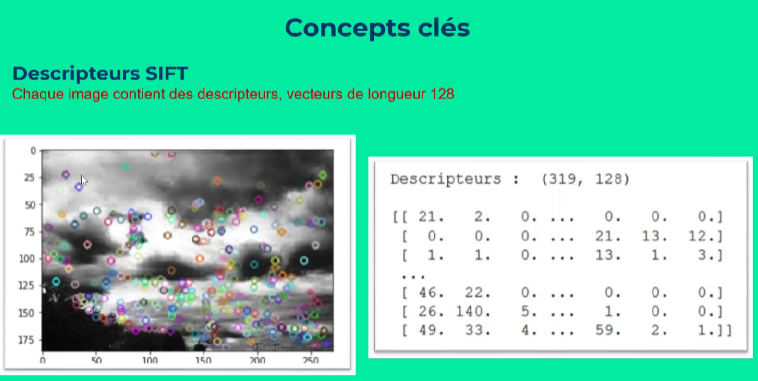 Concepts clés
Descripteurs SIFT
Chaque image contient des descripteurs, vecteurs de longueur 128
0
25
50
75
100
125
150
175
0 50 100 150 200 250
Descripteurs : (319, 128)
[[ 21. 2. 0. ... 0. 0. 0.]
[ 0. 0. 0. ... 21. 13. 12.]
[ 1. 1. 0. ... 13. 1. 3.]
...
[ 46. 22. 0. ... 0. 0. 0.]
[ 26. 140. 5. ... 1. 0. 0.]
[ 49. 33. 4. ... 59. 2. 1.]]